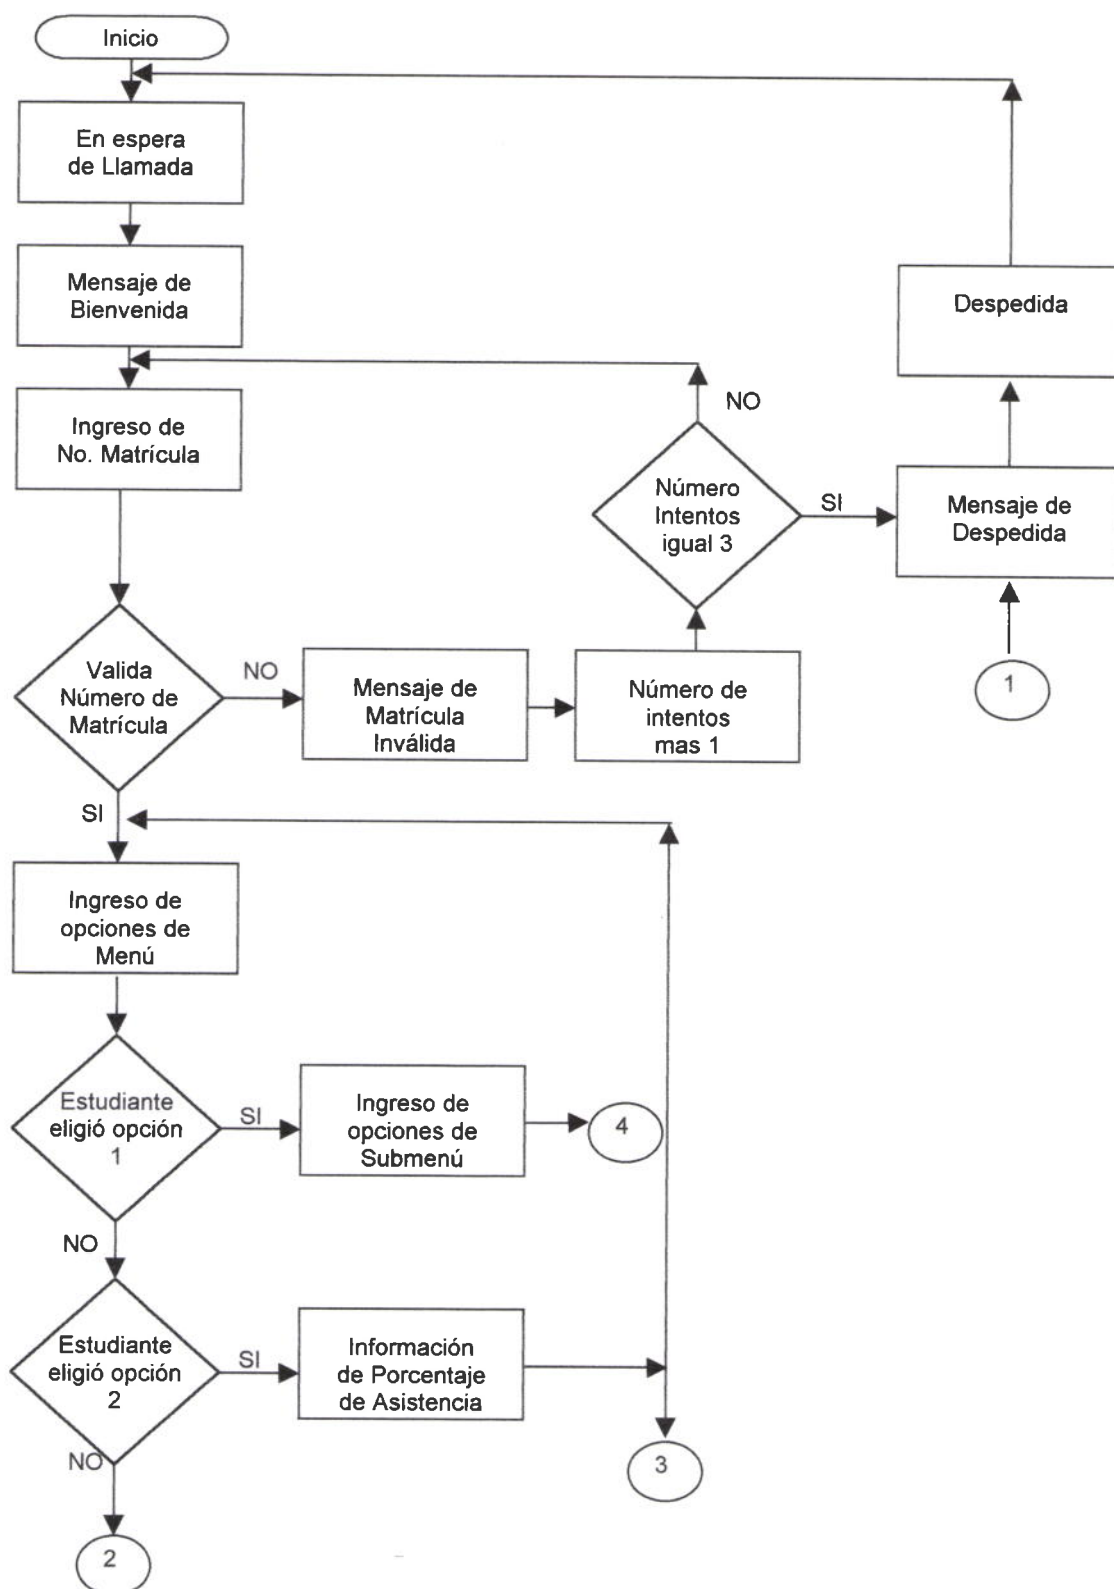 Inicio
En espera
de Llamada
Mensaje de
Bienvenida
Despedida
Ingreso de
No. Matrícula
NO
Número
Intentos
igual 3
SI
Mensaje de
Despedida
Valida
Número de
Matrícula
NO
Mensaje de
Matrícula
Inválida
Número de
intentos
mas 1
1
SI
Ingreso de
opciones de
Menú
Estudiante
eligió opción
1
SI
Ingreso de
opciones de
Submenú
4
NO
Estudiante
eligió opción
2
SI
Información
de Porcentaje
de Asistencia
NO
3
2